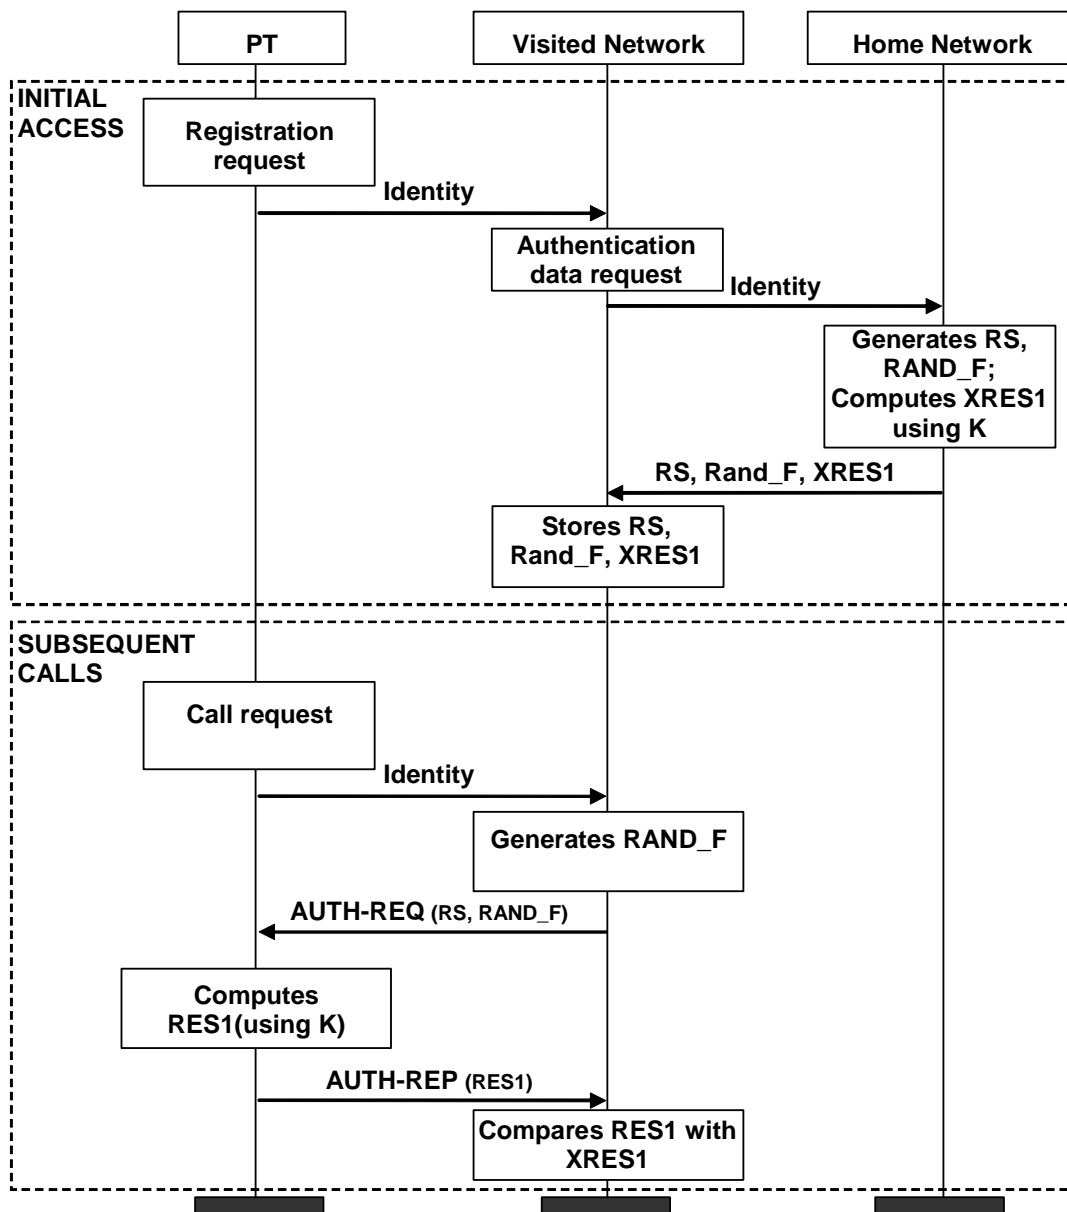 PT
Visited Network
Home Network
INITIAL
ACCESS
Registration
request
Identity
Authentication
data request
Identity
Generates RS,
RAND_F;
Computes XRES1
using K
RS, Rand_F, XRES1
Stores RS,
Rand_F, XRES1
SUBSEQUENT
CALLS
Call request
Identity
Generates RAND_F
AUTH-REQ (RS, RAND_F)
Computes
RES1(using K)
AUTH-REP (RES1)
Compares RES1 with
XRES1